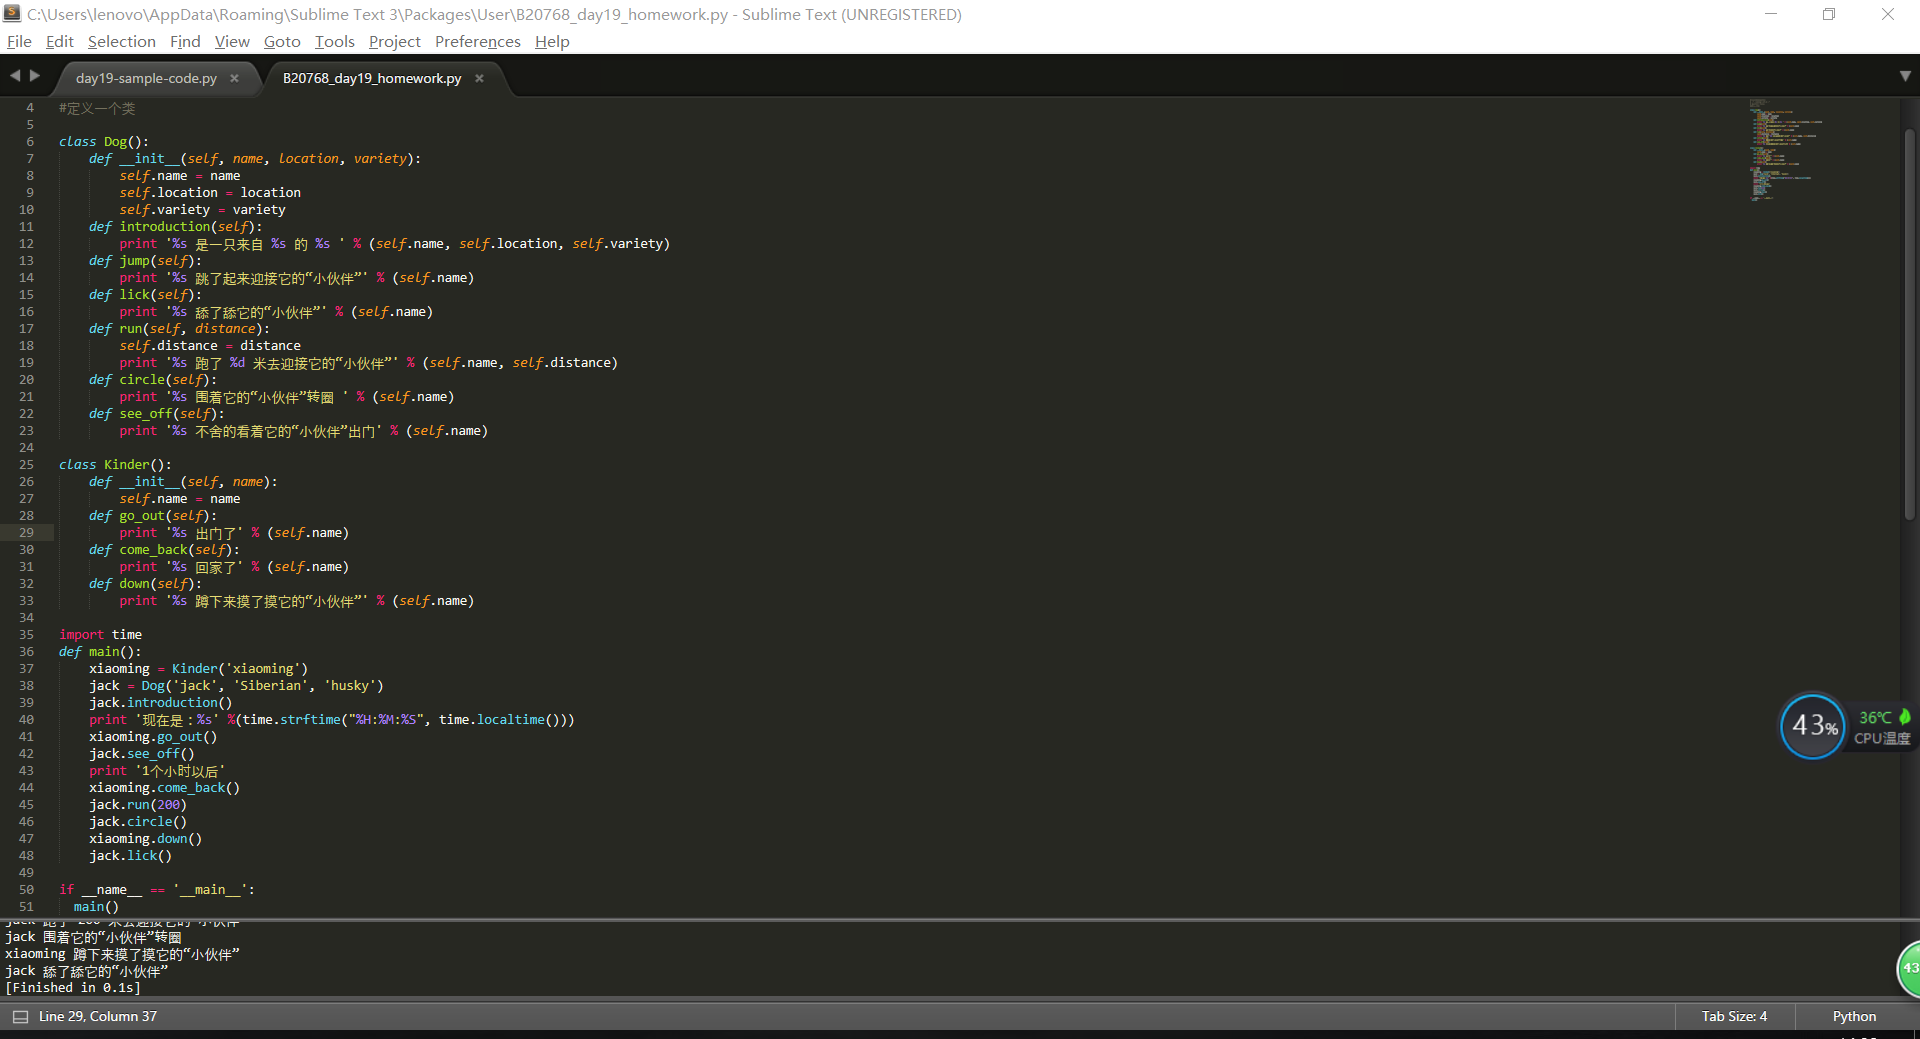 C:\Users\lenovo\AppData\Roaming\Sublime Text 3\Packages\User\B20768_day19_homework.py - Sublime Text (UNREGISTERED)
File Edit Selection Find View Goto Tools Project Preferences Help
day19-sample-code.py × B20768_day19_homework.py ×
4 #定义一个类
5
6 class Dog():
7     def __init__(self, name, location, variety):
8         self.name = name
9         self.location = location
10         self.variety = variety
11     def introduction(self):
12         print '%s 是一只来自 %s 的 %s ' % (self.name, self.location, self.variety)
13     def jump(self):
14         print '%s 跳了起来迎接它的“小伙伴”' % (self.name)
15     def lick(self):
16         print '%s 舔了舔它的“小伙伴”' % (self.name)
17     def run(self, distance):
18         self.distance = distance
19         print '%s 跑了 %d 米去迎接它的“小伙伴”' % (self.name, self.distance)
20     def circle(self):
21         print '%s 围着它的“小伙伴”转圈 ' % (self.name)
22     def see_off(self):
23         print '%s 不舍的看着它的“小伙伴”出门' % (self.name)
24
25 class Kinder():
26     def __init__(self, name):
27         self.name = name
28     def go_out(self):
29         print '%s 出门了' % (self.name)
30     def come_back(self):
31         print '%s 回家了' % (self.name)
32     def down(self):
33         print '%s 蹲下来摸了摸它的“小伙伴”' % (self.name)
34
35 import time
36 def main():
37     xiaoming = Kinder('xiaoming')
38     jack = Dog('jack', 'Siberian', 'husky')
39     jack.introduction()
40     print '现在是：%s' %(time.strftime("%H:%M:%S", time.localtime()))
41     xiaoming.go_out()
42     jack.see_off()
43     print '1个小时以后'
44     xiaoming.come_back()
45     jack.run(200)
46     jack.circle()
47     xiaoming.down()
48     jack.lick()
49
50 if __name__ == '__main__':
51   main()
43% 36℃
CPU温度
jack 跑了 200 米去迎接它的“小伙伴”
jack 围着它的“小伙伴”转圈
xiaoming 蹲下来摸了摸它的“小伙伴”
jack 舔了舔它的“小伙伴”
43
[Finished in 0.1s]
Line 29, Column 37 Tab Size: 4 Python